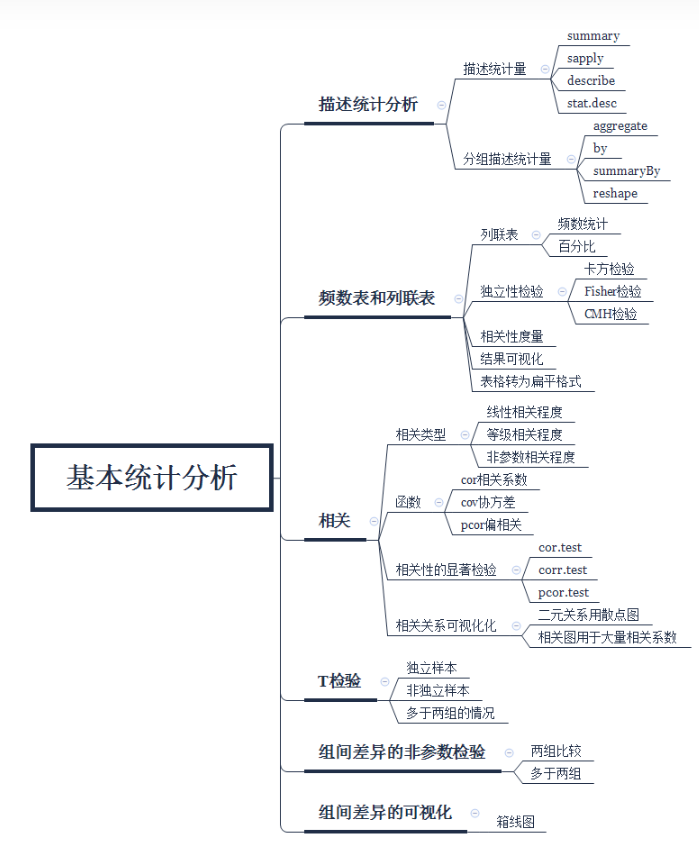 基本统计分析
描述统计分析
描述统计量
summary
sapply
describe
stat.desc
分组描述统计量
aggregate
by
summaryBy
reshape
频数表和列联表
列联表
频数统计
百分比
独立性检验
卡方检验
Fisher检验
CMH检验
相关性度量
结果可视化
表格转为扁平格式
相关
相关类型
线性相关程度
等级相关程度
非参数相关程度
函数
cor相关系数
cov协方差
pcor偏相关
相关性的显著检验
cor.test
corr.test
pcor.test
相关关系可视化化
二元关系用散点图
相关图用于大量相关系数
T检验
独立样本
非独立样本
多于两组的情况
组间差异的非参数检验
两组比较
多于两组
组间差异的可视化
箱线图